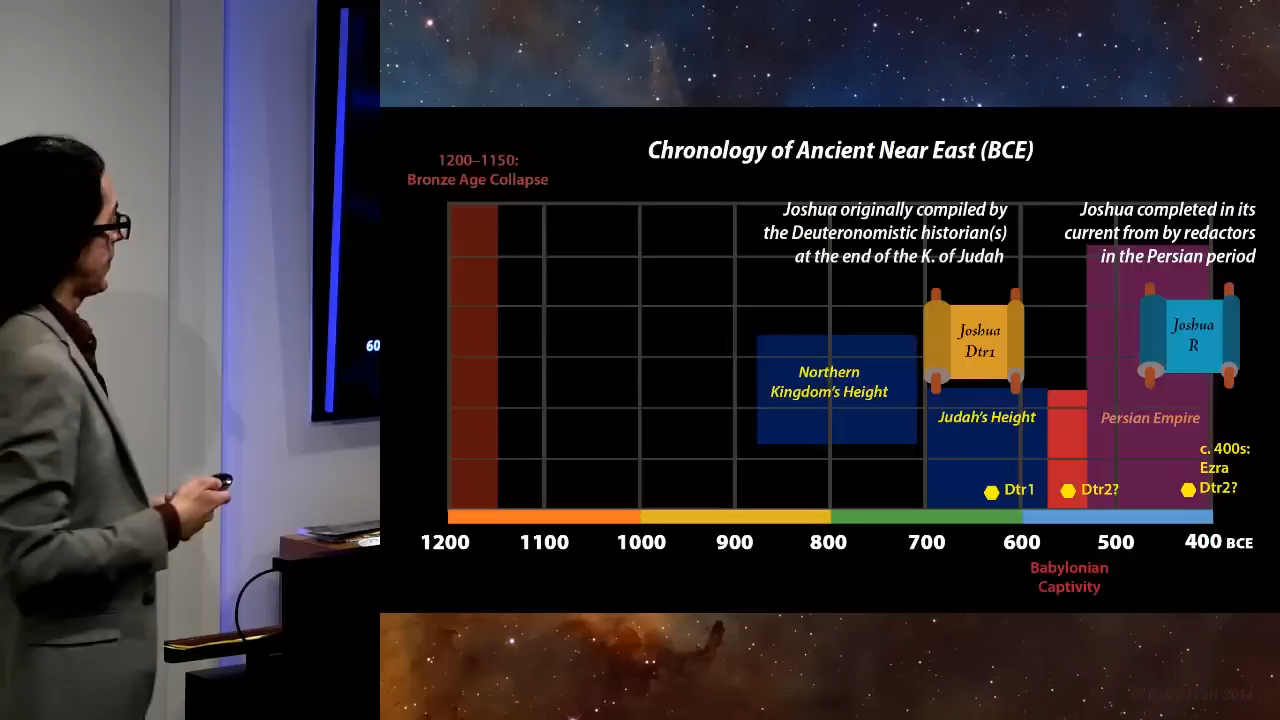 Chronology of Ancient Near East (BCE)
1200–1150:
Bronze Age Collapse
Joshua originally compiled by
the Deuteronomistic historian(s)
at the end of the K. of Judah
Joshua completed in its
current from by redactors
in the Persian period
Joshua
Dtr1
Joshua
R
60
Northern
Kingdom's Height
Judah's Height
Persian Empire
c. 400s:
Ezra
Dtr2?
Dtr1
Dtr2?
1200
1100
1000
900
800
700
600
500
400 BCE
Babylonian
Captivity